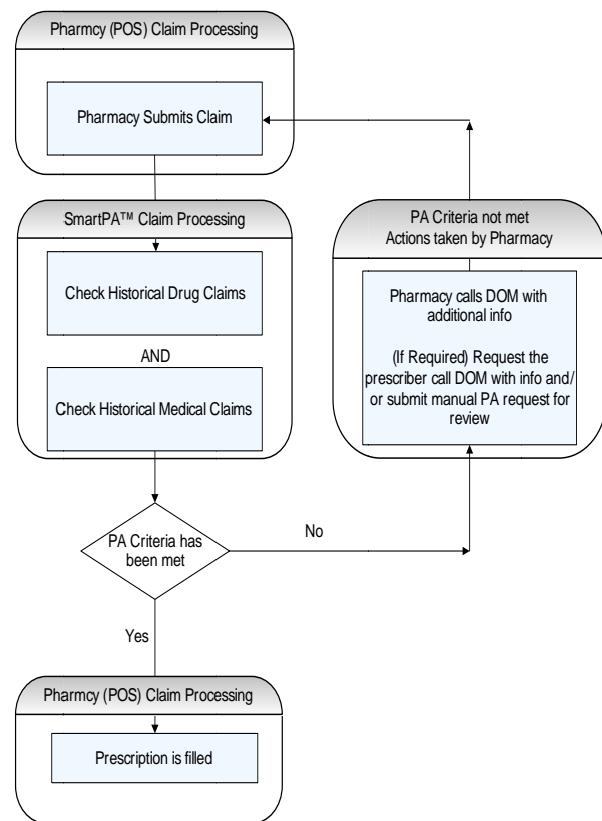 Pharmcy (POS) Claim Processing
Pharmacy Submits Claim
SmartPA™ Claim Processing
Check Historical Drug Claims
AND
Check Historical Medical Claims
PA Criteria has
been met
No
Yes
PA Criteria not met
Actions taken by Pharmacy
Pharmacy calls DOM with
additional info
(If Required) Request the
prescriber call DOM with info and/
or submit manual PA request for
review
Pharmcy (POS) Claim Processing
Prescription is filled